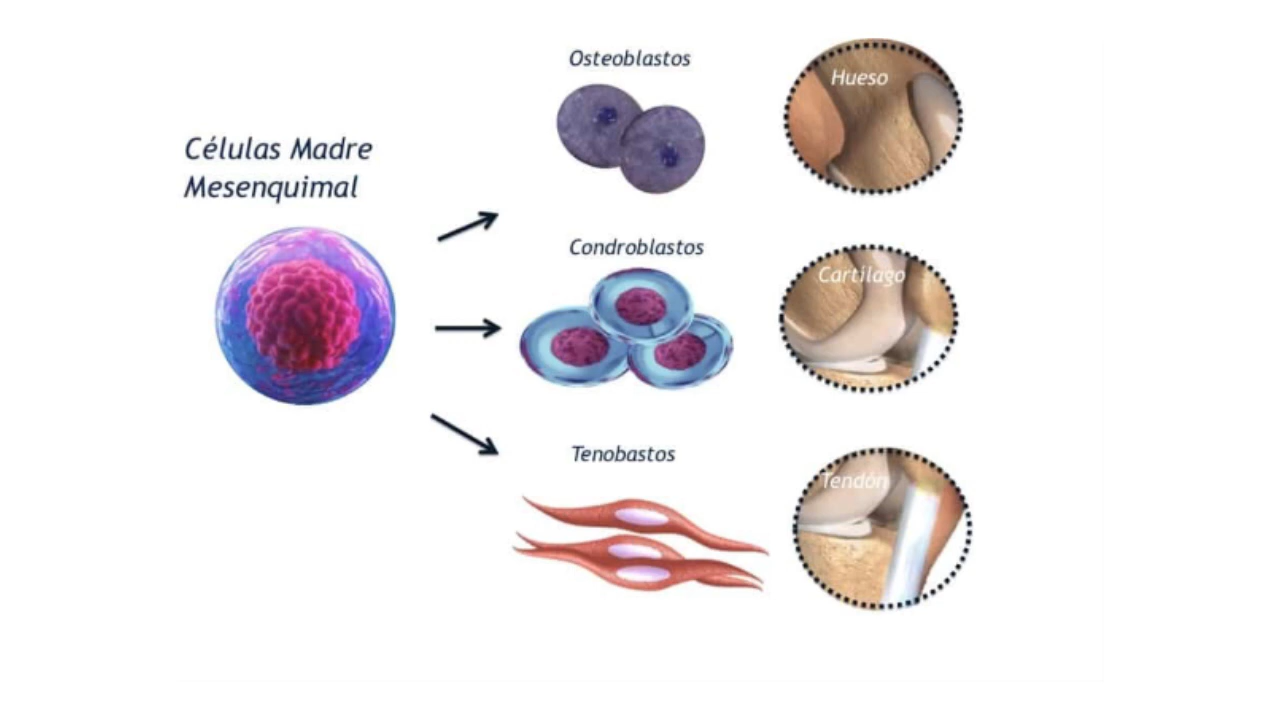 Células Madre
Mesenquimal
Osteoblastos
Hueso
Condroblastos
Cartílago
Tenobastos
Tendón